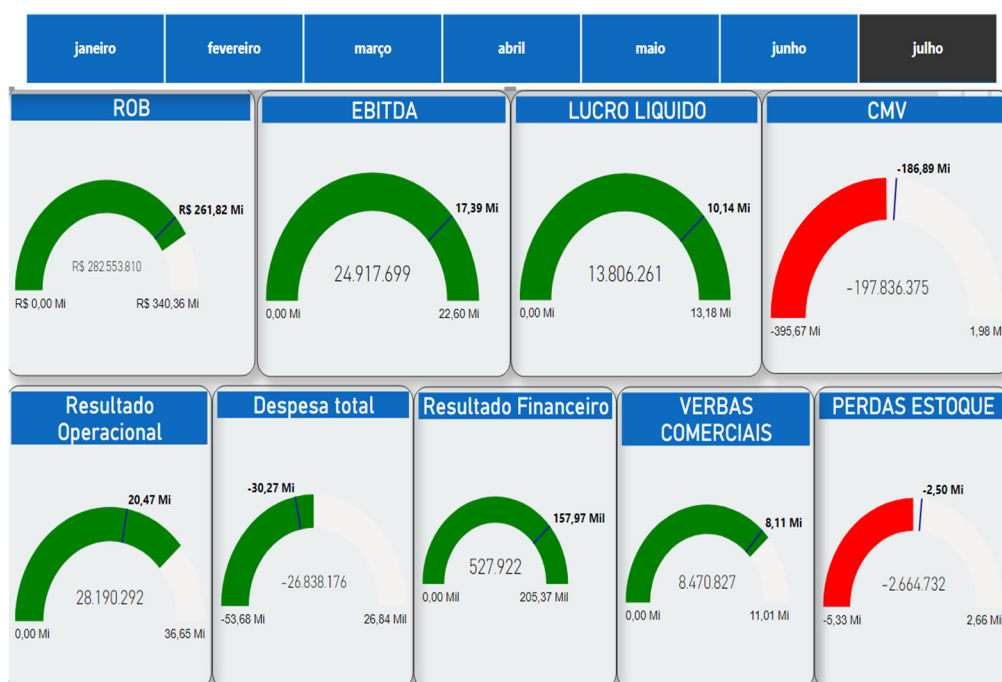 janeiro fevereiro março abril maio junho julho
ROB
R$ 261,82 Mi
R$ 282.553.810
R$ 0,00 Mi R$ 340,36 Mi
EBITDA
17,39 Mi
24.917.699
0,00 Mi 22,60 Mi
LUCRO LIQUIDO
10,14 Mi
13.806.261
0,00 Mi 13,18 Mi
CMV
-186,89 Mi
-197.836.375
-395,67 Mi 1,98 M
Resultado
Operacional
20,47 Mi
28.190.292
0,00 Mi 36,65 Mi
Despesa total
-30,27 Mi
-26.838.176
-53,68 Mi 26,84 Mil
Resultado Financeiro
157,97 Mil
527.922
0,00 Mil 205,37 Mil
VERBAS
COMERCIAIS
8,11 Mi
8.470.827
0,00 Mi 11,01 Mi
PERDAS ESTOQUE
-2,50 Mi
-2.664.732
-5,33 Mi 2,66 Mi